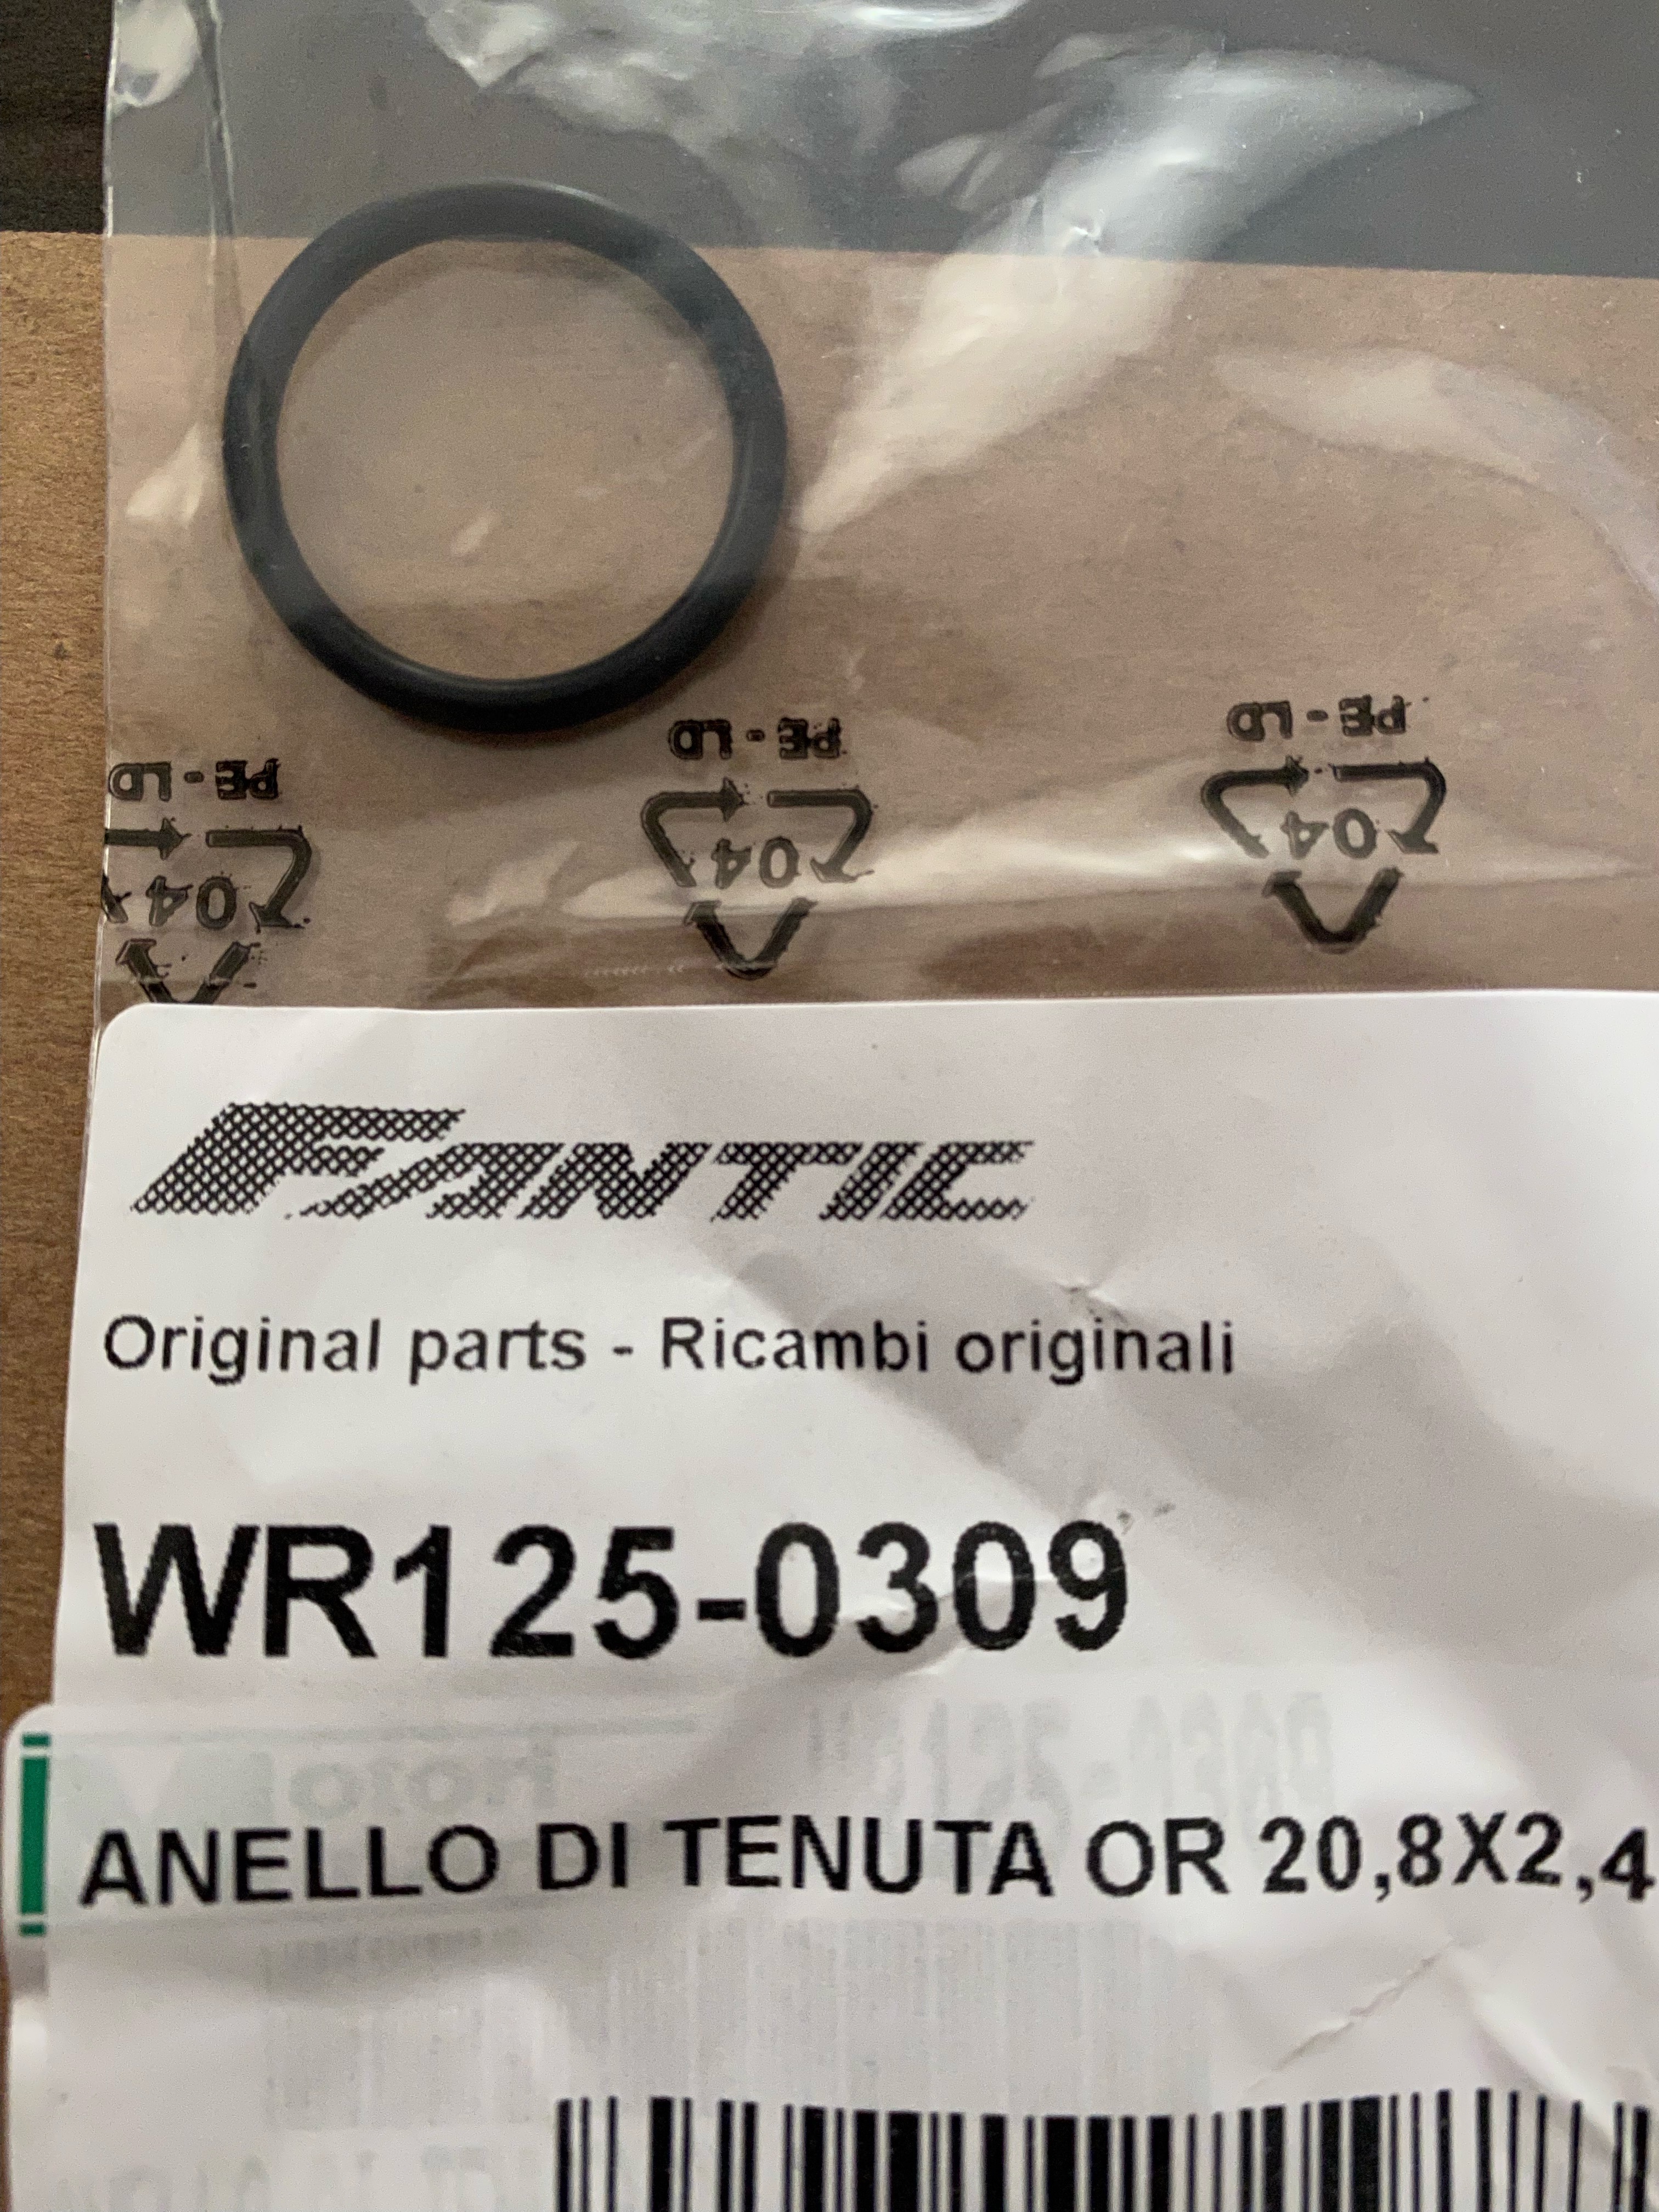 PE-LD
PE-LD
PE-LD
04
04
04
FANTIC
Original parts - Ricambi originali
WR125-0309
ANELLO DI TENUTA OR 20,8X2,4